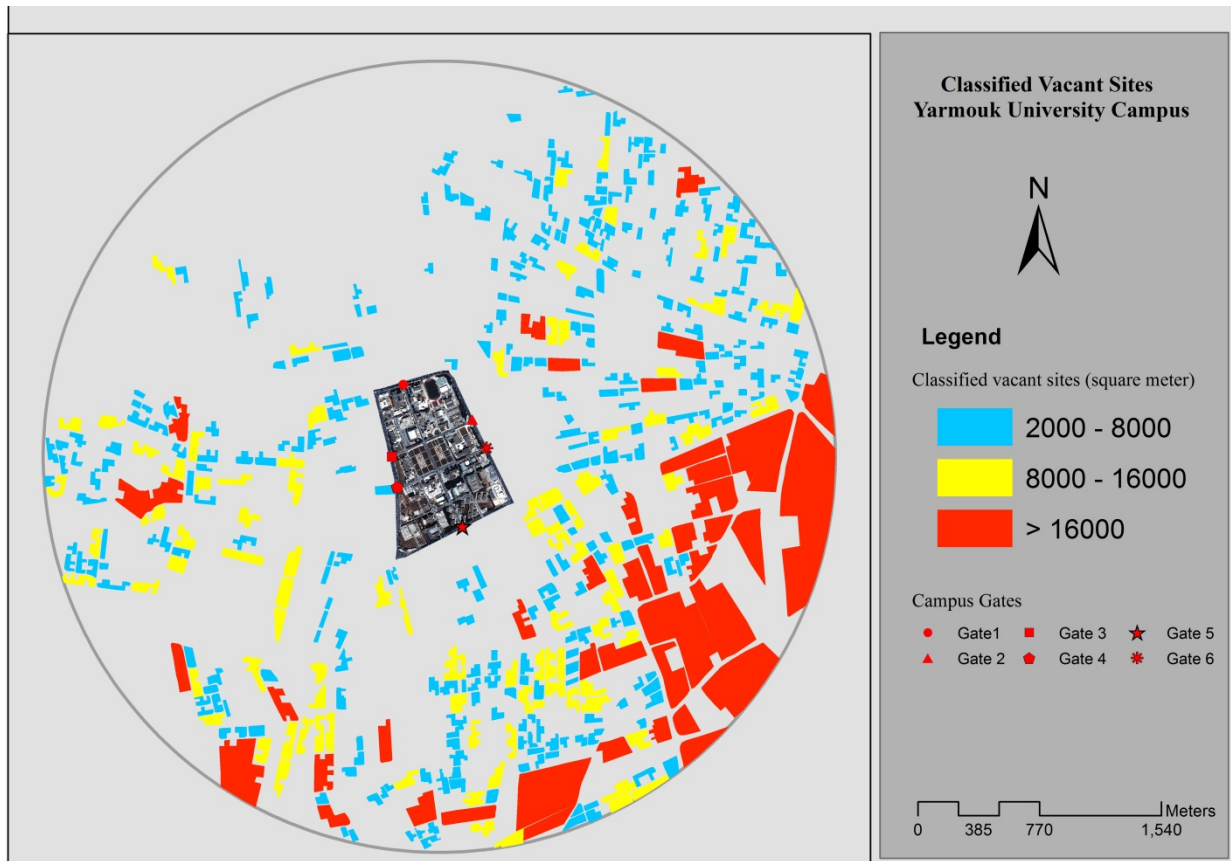 Classified Vacant Sites
Yarmouk University Campus
N
Legend
Classified vacant sites (square meter)
2000 - 8000
8000 - 16000
> 16000
Campus Gates
Gate1 Gate 3 Gate 5
Gate 2 Gate 4 Gate 6
Meters
0 385 770 1,540